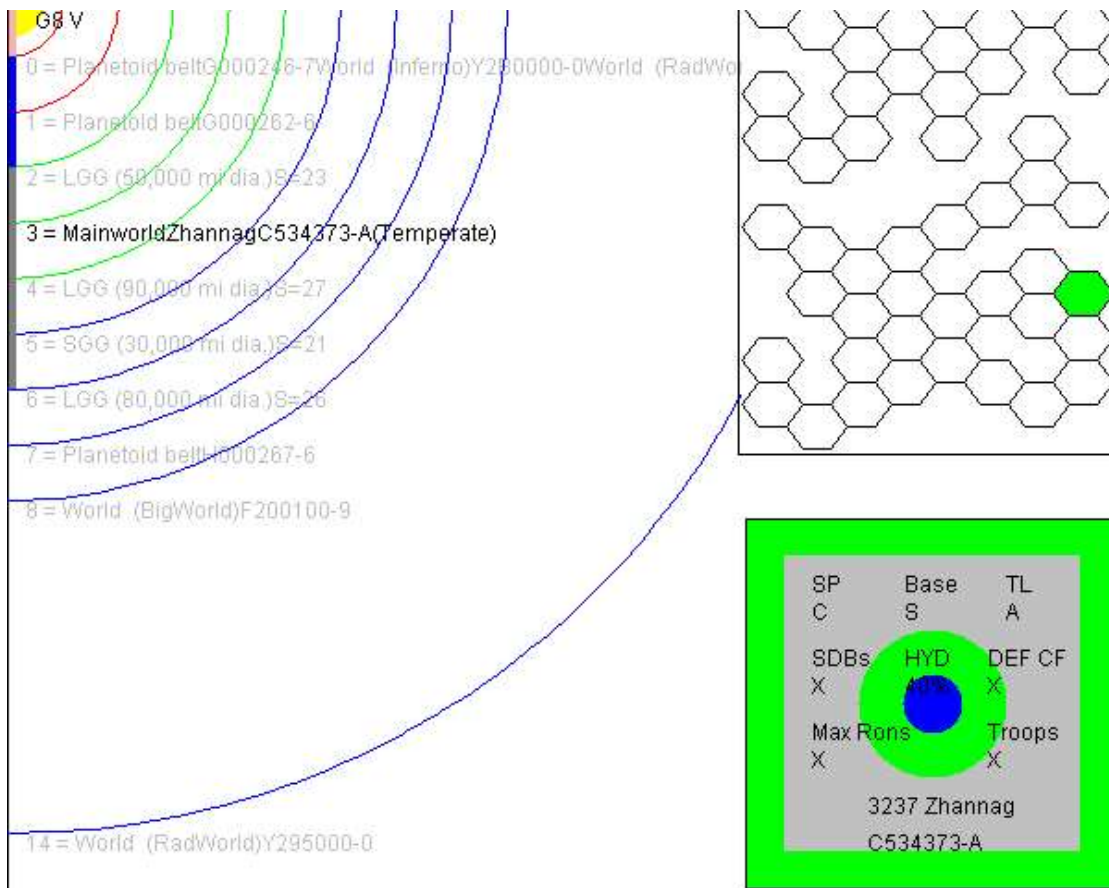 G8 V
0 = Planetoid beltG000246-7World (Inferno)Y280000-0World (RadWo
1 = Planetoid beltG000262-6
2 = LGG (50,000 mi dia.)S=23
3 = MainworldZhannagC534373-A(Temperate)
4 = LGG (90,000 mi dia.)S=27
5 = SGG (30,000 mi dia.)S=21
6 = LGG (80,000 mi dia.)S=26
7 = Planetoid beltH000267-6
8 = World (BigWorld)F200100-9
14 = World (RadWorld)Y295000-0
SP Base TL
C S A
SDBs HYD DEF CF
X 40% X
Max Rons Troops
X X
3237 Zhannag
C534373-A